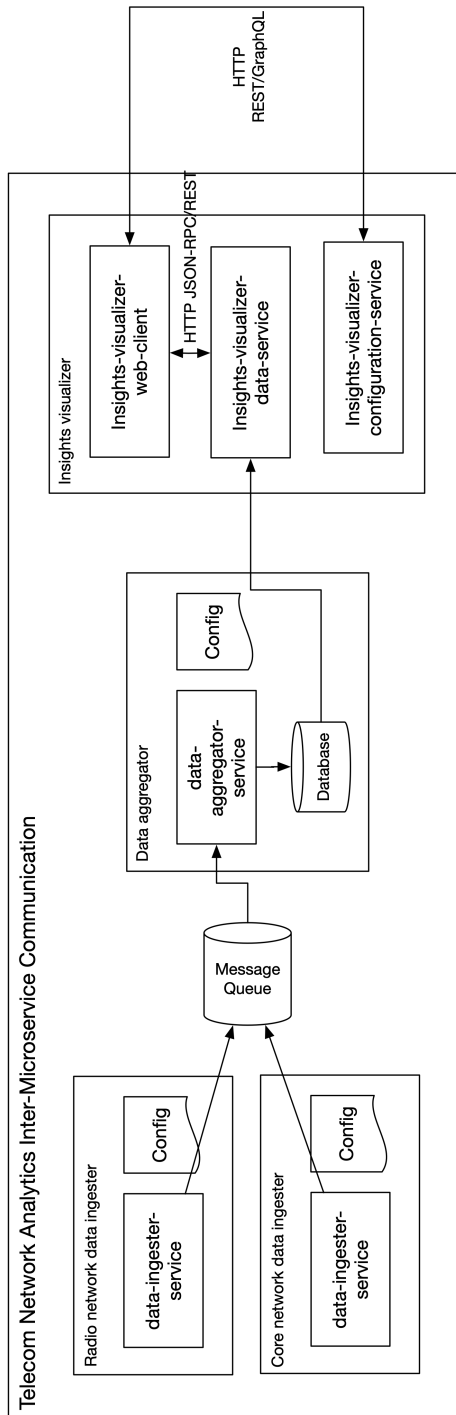 Telecom Network Analytics Inter-Microservice Communication
Radio network data ingester
data-ingester-
service
Config
Core network data ingester
data-ingester-
service
Config
Message
Queue
Data aggregator
data-
aggregator-
service
Config
Database
Insights visualizer
Insights-visualizer-
web-client
HTTP JSON-RPC/REST
Insights-visualizer-
data-service
Insights-visualizer-
configuration-service
HTTP
REST/GraphQL